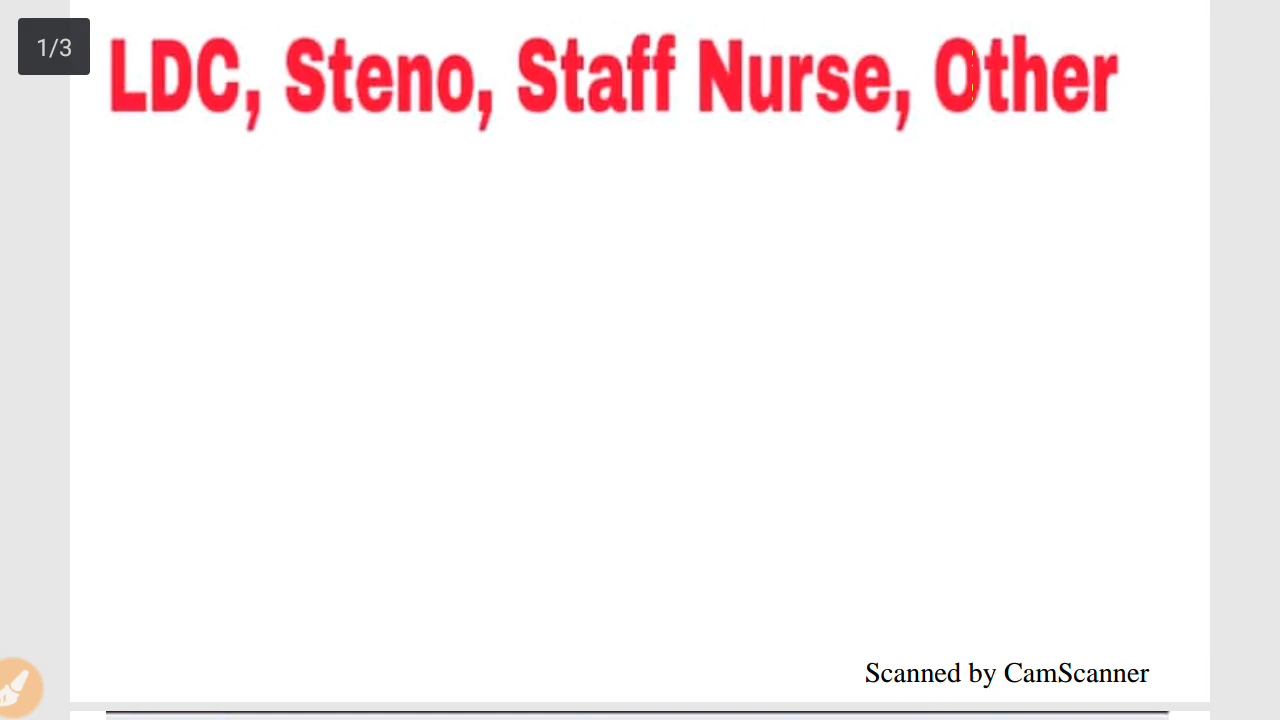 1/3
LDC, Steno, Staff Nurse, Other
Scanned by CamScanner